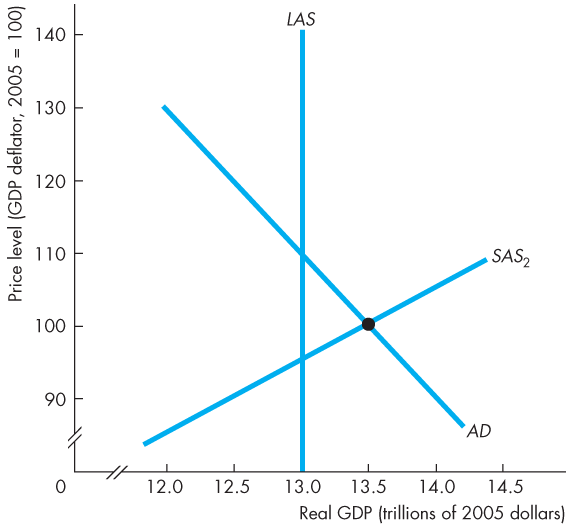 Price level (GDP deflator, 2005 = 100)
LAS
140
130
120
110
SAS₂
100
90
AD
0
12.0 12.5 13.0 13.5 14.0 14.5
Real GDP (trillions of 2005 dollars)